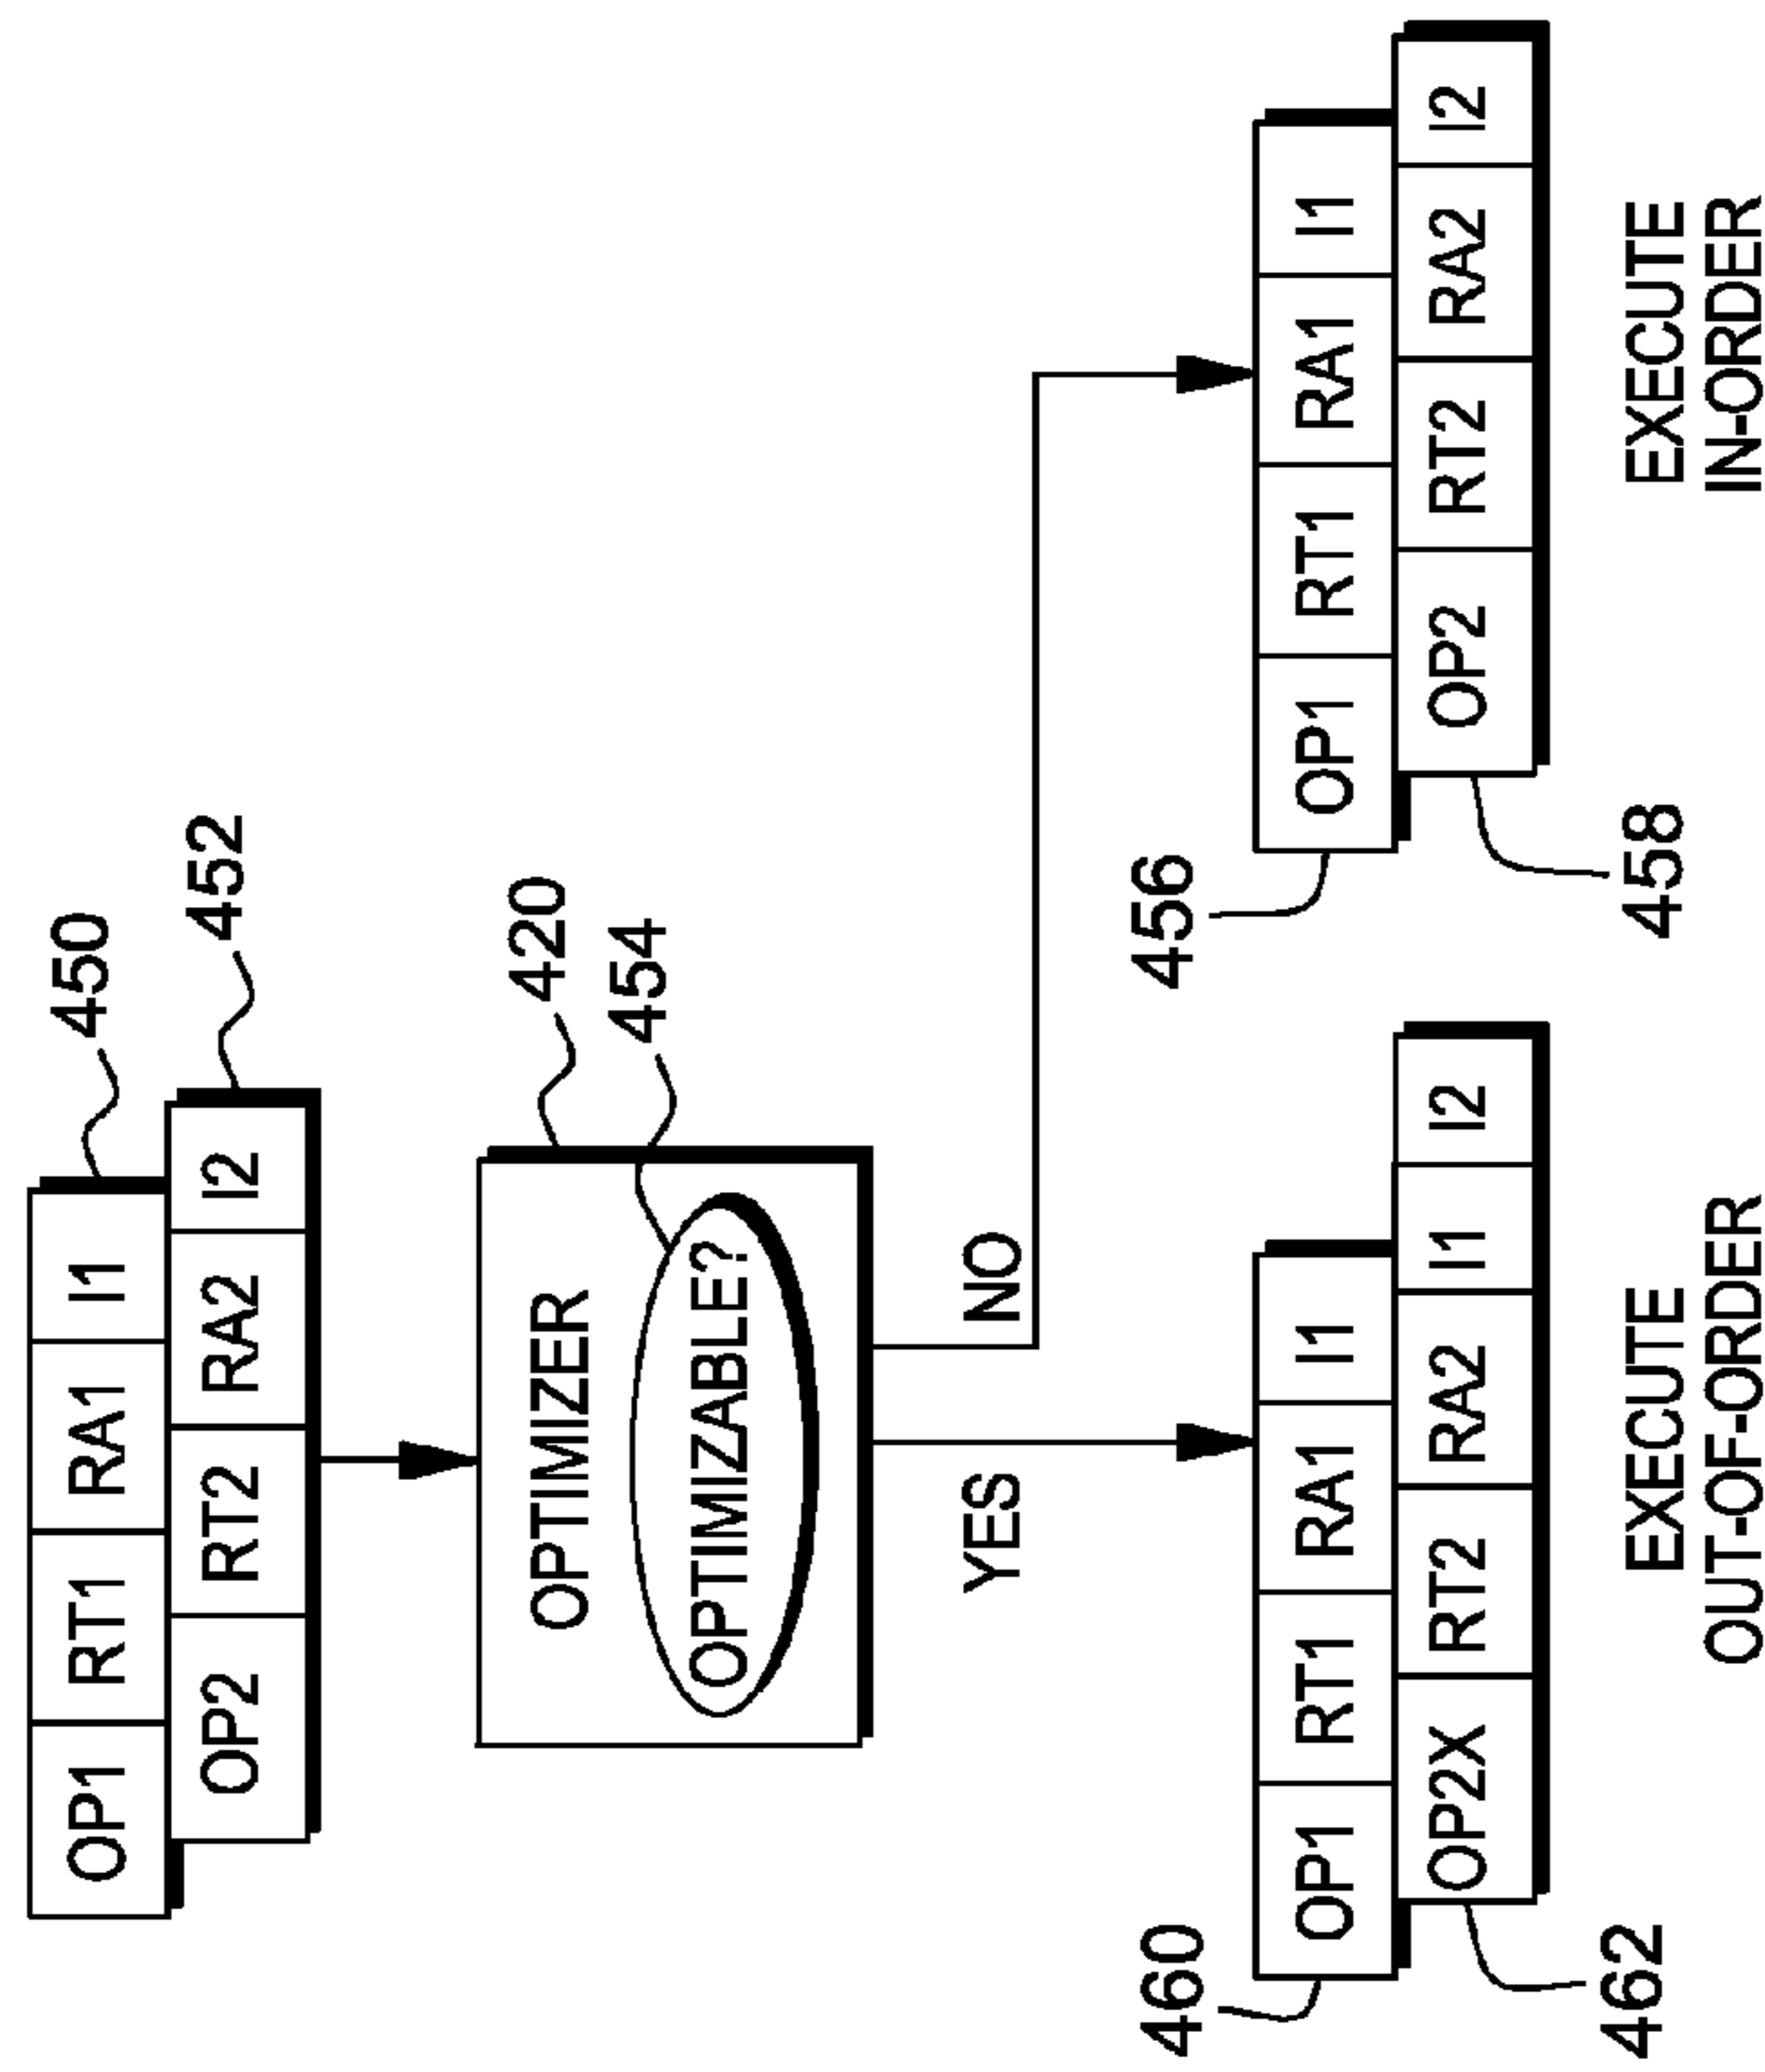 OP1 RT1 RA1 I1 450
OP2 RT2 RA2 I2 452
OPTIMIZER 420
OPTIMIZABLE? 454
YES NO
460 456
OP1 RT1 RA1 I1
OP1 RT1 RA1 I1
OP2X RT2 RA2 I1 I2
OP2 RT2 RA2 I2
462 458
EXECUTE
OUT-OF-ORDER
EXECUTE
IN-ORDER